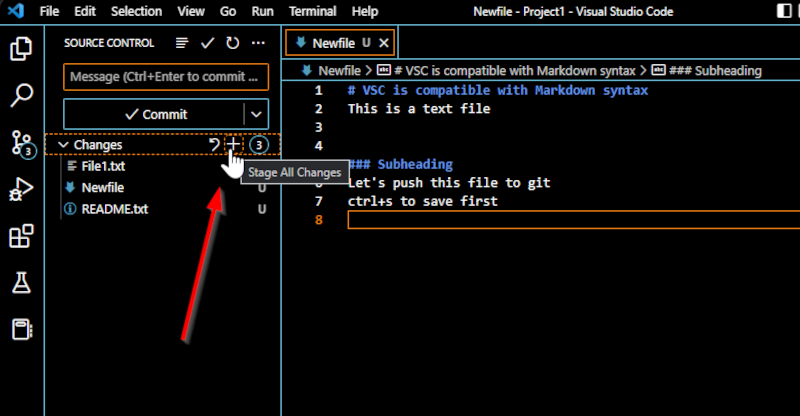 File Edit Selection View Go Run Terminal Help
Newfile - Project1 - Visual Studio Code
SOURCE CONTROL
Message (Ctrl+Enter to commit ...
Commit
Changes
3
Stage All Changes
File1.txt
Newfile
U
README.txt
U
3
Newfile U
Newfile > # VSC is compatible with Markdown syntax > ### Subheading
1 # VSC is compatible with Markdown syntax
2 This is a text file
3
4
### Subheading
6 Let's push this file to git
7 ctrl+s to save first
8